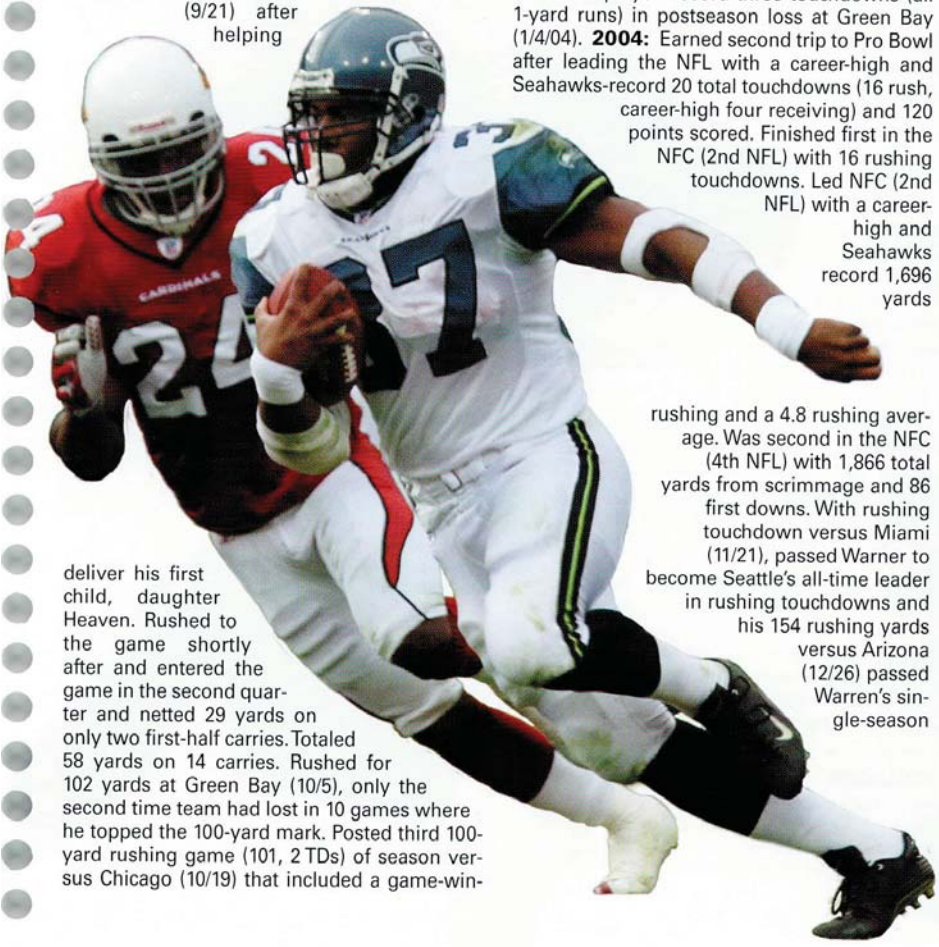 (9/21) after
helping
deliver his first
child, daughter
Heaven. Rushed to
the game shortly
after and entered the
game in the second quar-
ter and netted 29 yards on
only two first-half carries. Totaled
58 yards on 14 carries. Rushed for
102 yards at Green Bay (10/5), only the
second time team had lost in 10 games where
he topped the 100-yard mark. Posted third 100-
yard rushing game (101, 2 TDs) of season ver-
sus Chicago (10/19) that included a game-win-
three touchdowns (all
1-yard runs) in postseason loss at Green Bay
(1/4/04). 2004: Earned second trip to Pro Bowl
after leading the NFL with a career-high and
Seahawks-record 20 total touchdowns (16 rush,
career-high four receiving) and 120
points scored. Finished first in the
NFC (2nd NFL) with 16 rushing
touchdowns. Led NFC (2nd
NFL) with a career-
high and
Seahawks
record 1,696
yards
rushing and a 4.8 rushing aver-
age. Was second in the NFC
(4th NFL) with 1,866 total
yards from scrimmage and 86
first downs. With rushing
touchdown versus Miami
(11/21), passed Warner to
become Seattle's all-time leader
in rushing touchdowns and
his 154 rushing yards
versus Arizona
(12/26) passed
Warren's sin-
gle-season
CARDINALS
24
37